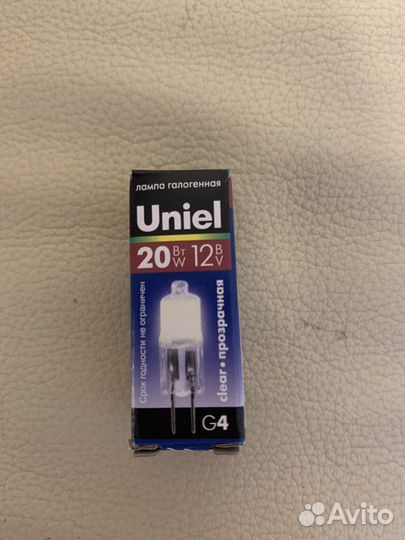 лампа галогенная
Uniel
20 Вт W 12 В V
Срок годности не ограничен
clear • прозрачная
G4
Avito